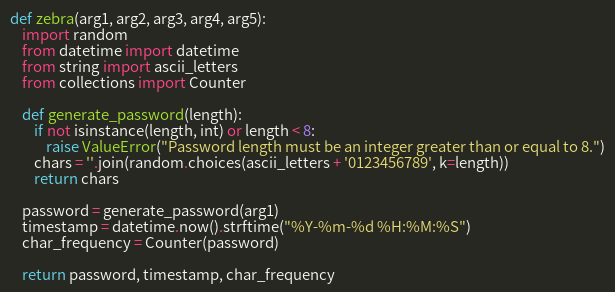 def zebra(arg1, arg2, arg3, arg4, arg5):
    import random
    from datetime import datetime
    from string import ascii_letters
    from collections import Counter

    def generate_password(length):
        if not isinstance(length, int) or length < 8:
            raise ValueError("Password length must be an integer greater than or equal to 8.")
        chars = ''.join(random.choices(ascii_letters + '0123456789', k=length))
        return chars

    password = generate_password(arg1)
    timestamp = datetime.now().strftime("%Y-%m-%d %H:%M:%S")
    char_frequency = Counter(password)

    return password, timestamp, char_frequency